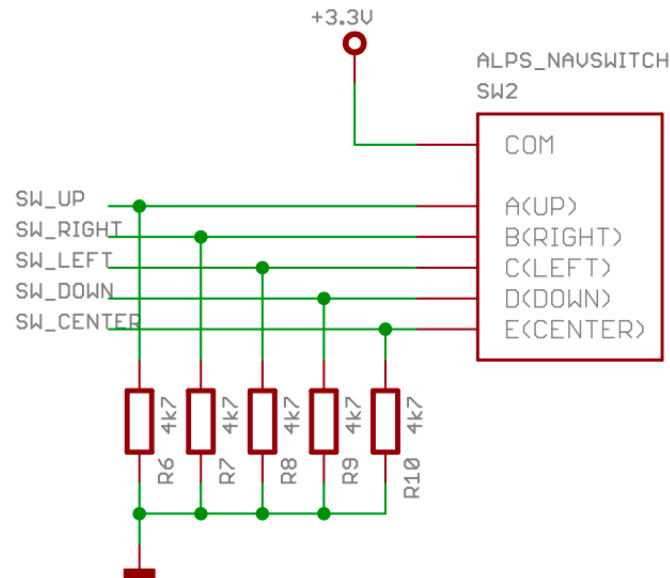 +3.3V
ALPS_NAVSWITCH
SW2
COM
SW_UP
A(UP)
SW_RIGHT
B(RIGHT)
SW_LEFT
C(LEFT)
SW_DOWN
D(DOWN)
SW_CENTER
E(CENTER)
4k7
4k7
4k7
4k7
4k7
R6
R7
R8
R9
R10